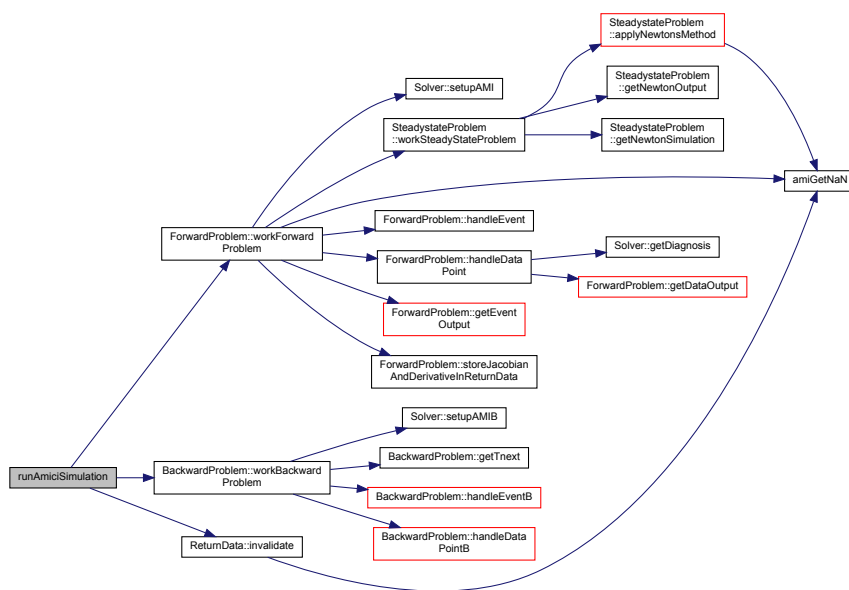 SteadystateProblem
::applyNewtonsMethod
Solver::setupAMI
SteadystateProblem
::getNewtonOutput
SteadystateProblem
::workSteadyStateProblem
SteadystateProblem
::getNewtonSimulation
amiGetNaN
ForwardProblem::handleEvent
ForwardProblem::workForward
Problem
ForwardProblem::handleData
Point
Solver::getDiagnosis
ForwardProblem::getDataOutput
ForwardProblem::getEvent
Output
ForwardProblem::storeJacobian
AndDerivativeInReturnData
Solver::setupAMIB
BackwardProblem::getTnext
runAmiciSimulation
BackwardProblem::workBackward
Problem
BackwardProblem::handleEventB
BackwardProblem::handleData
PointB
ReturnData::invalidate